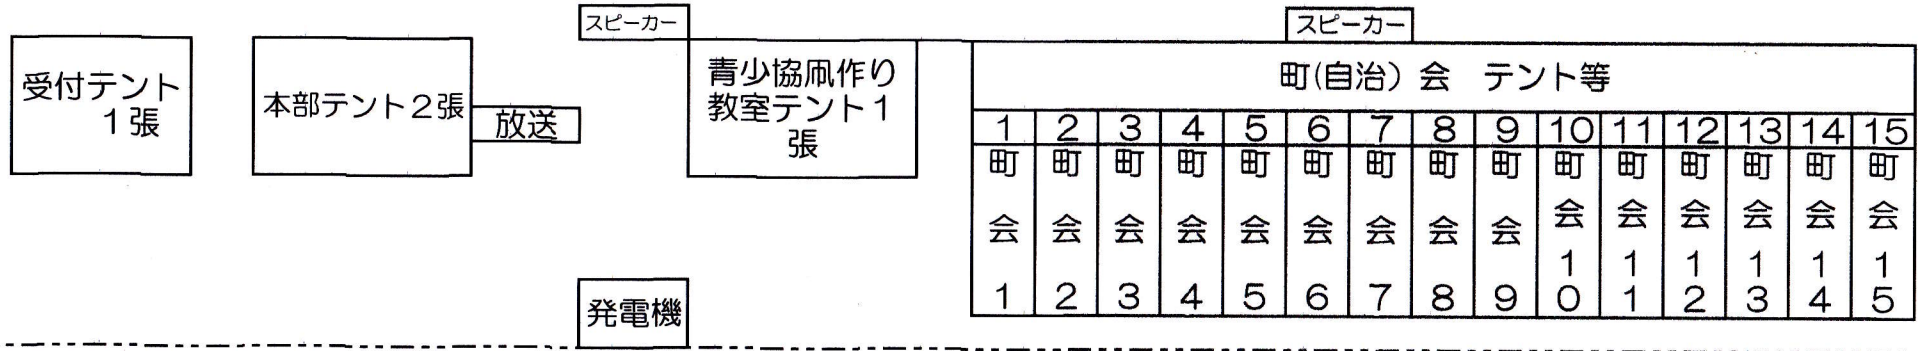 スピーカー
スピーカー
受付テント
1張
本部テント2張
放送
青少協凧作り
教室テント1
張
町(自治)会 テント等
1 2 3 4 5 6 7 8 9 10 11 12 13 14 15
町会1
町会2
町会3
町会4
町会5
町会6
町会7
町会8
町会9
町会10
町会11
町会12
町会13
町会14
町会15
発電機